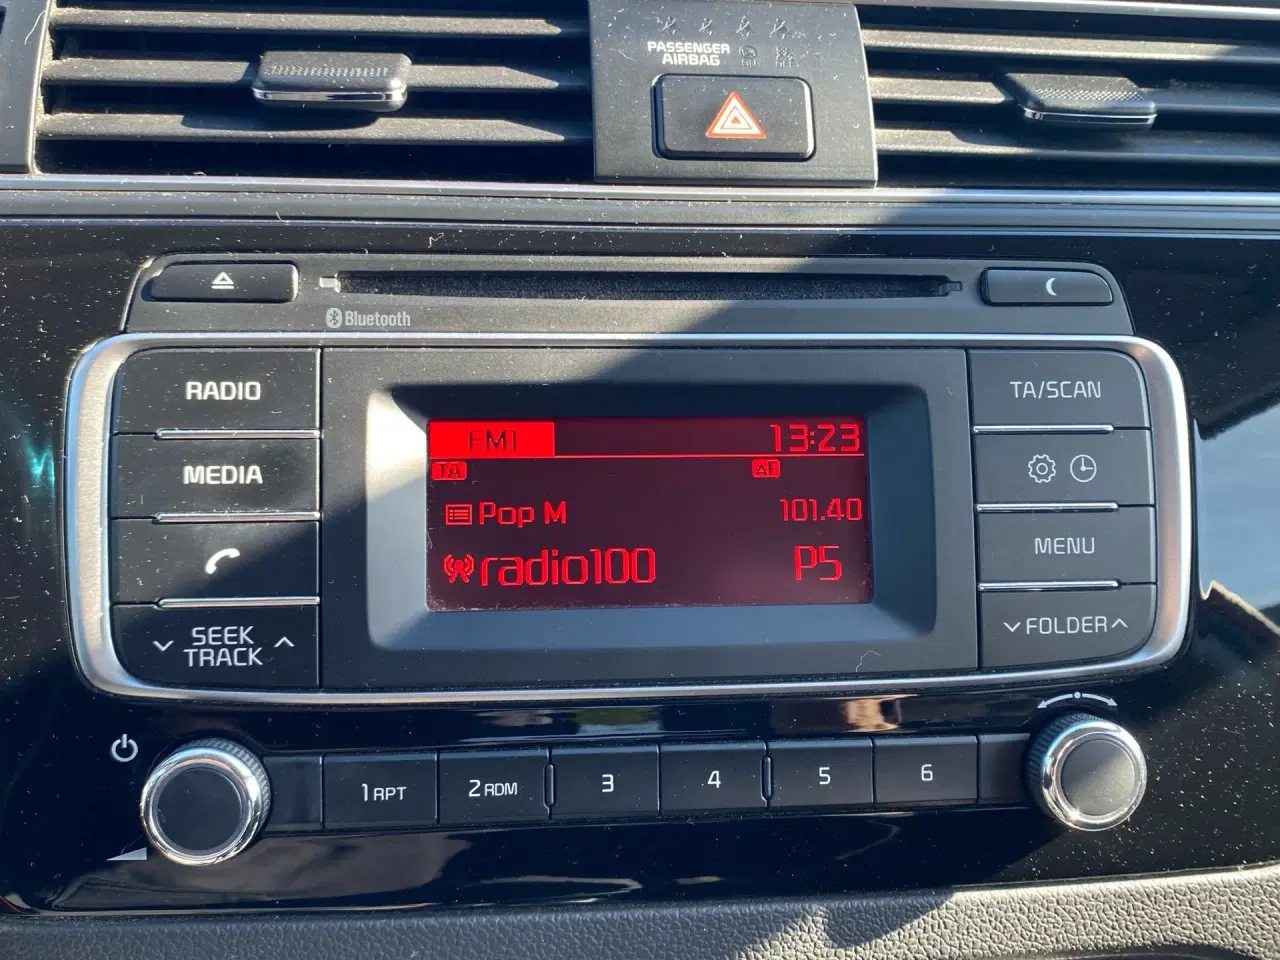 PASSENGER
AIRBAG
Bluetooth
RADIO
MEDIA
SEEK
TRACK
FM1 13:23
TA AF
Pop M 101.40
radio100 P5
TA/SCAN
MENU
FOLDER
1 RPT 2 RDM 3 4 5 6